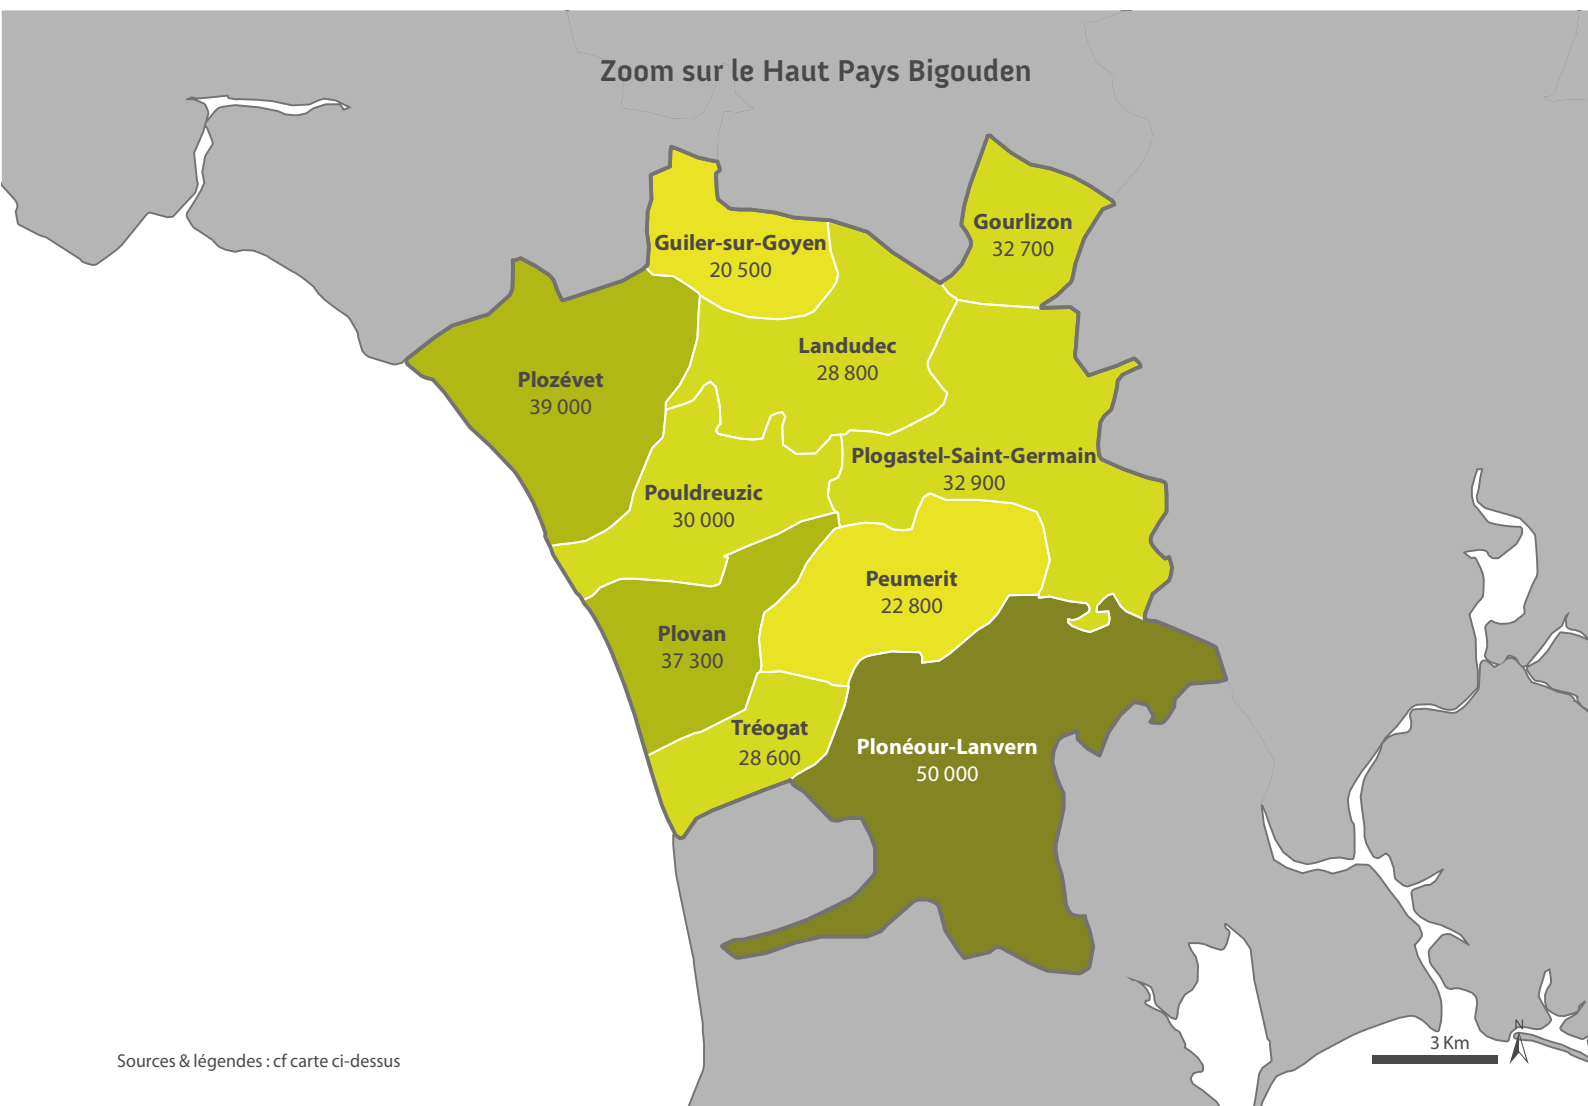 Zoom sur le Haut Pays Bigouden
Gourlizon
32 700
Guiler-sur-Goyen
20 500
Landudec
28 800
Plozévet
39 000
Plogastel-Saint-Germain
32 900
Pouldreuzic
30 000
Peumerit
22 800
Plovan
37 300
Tréogat
28 600
Plonéour-Lanvern
50 000
N
3 Km
Sources & légendes : cf carte ci-dessus